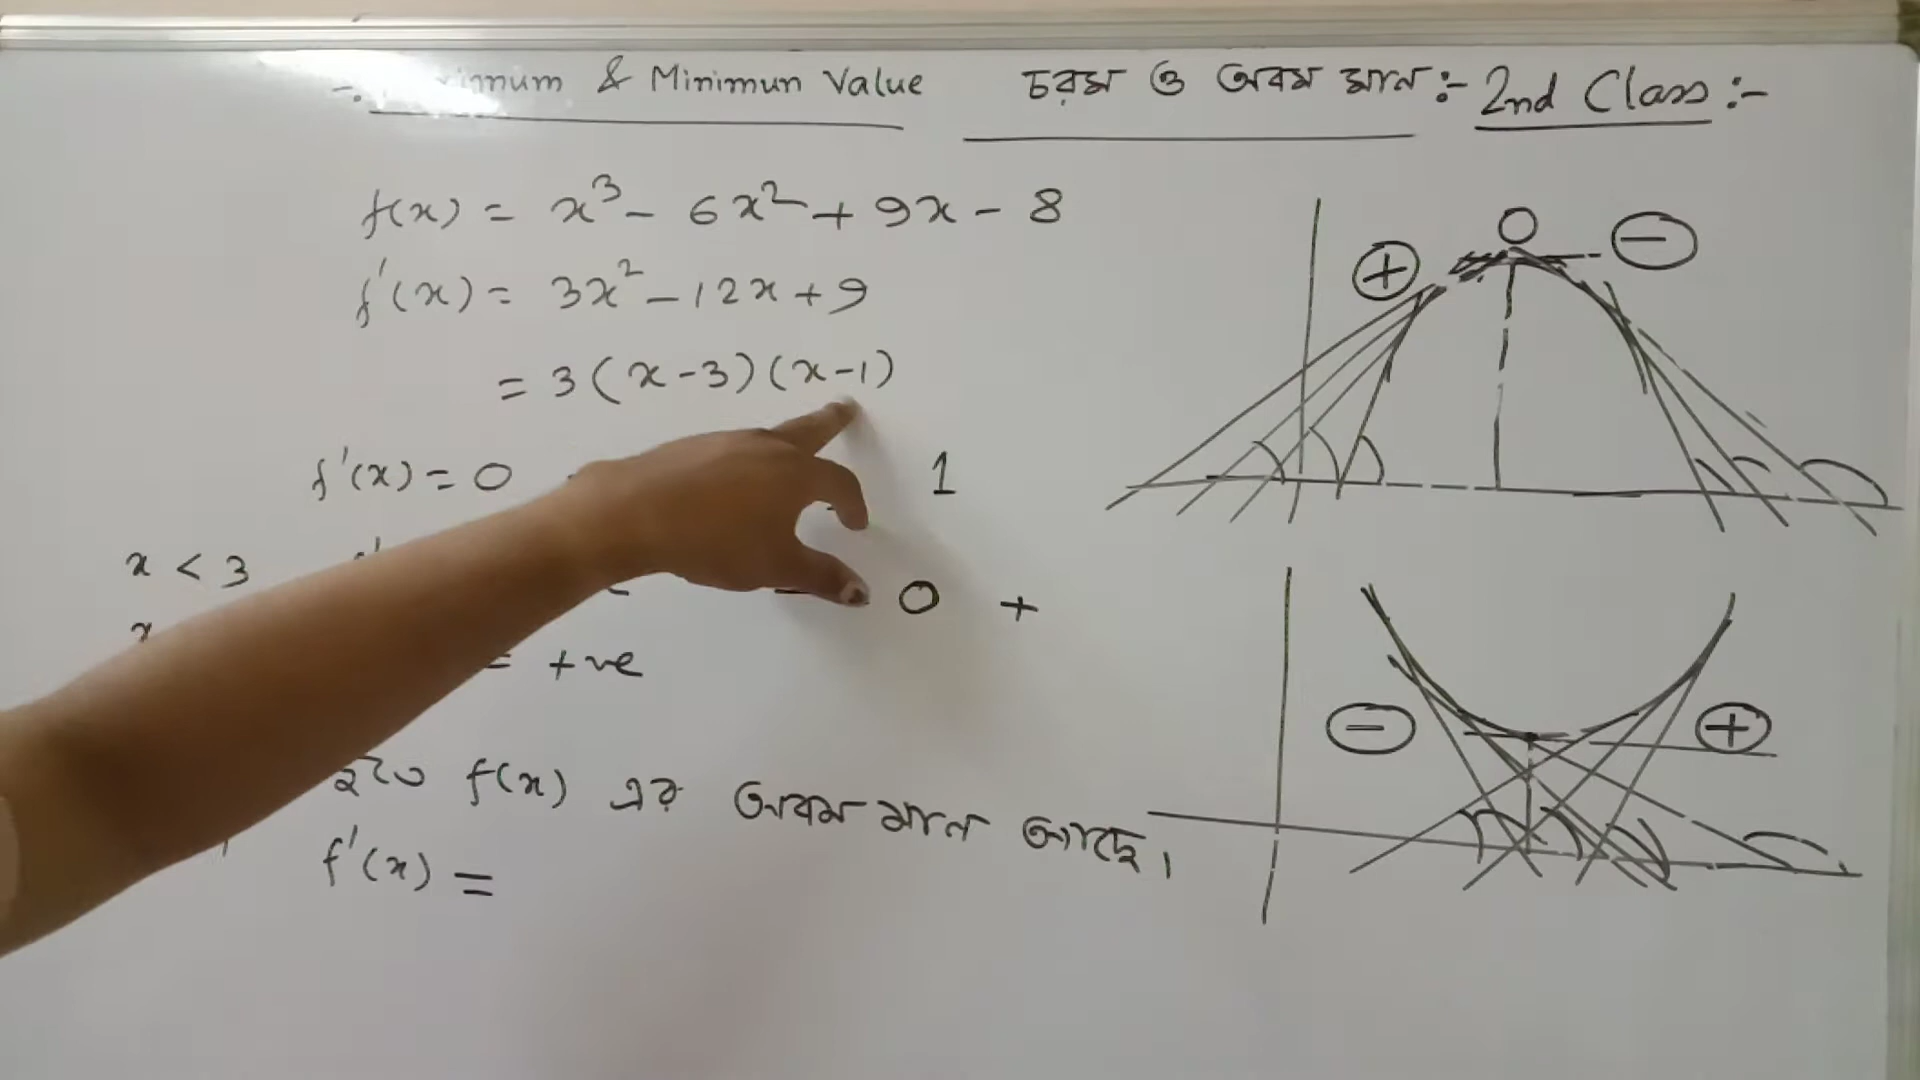 & Minimun Value চরম ও অবম মান :- 2nd Class :-
f(x) = x³ - 6x² + 9x - 8
f'(x) = 3x² - 12x + 9
= 3(x-3)(x-1)
f'(x) = 0 1
x < 3
- 0 +
x
= +ve
f(x) এর অবম মান আছে।
f'(x) =
+ 0 -
- +